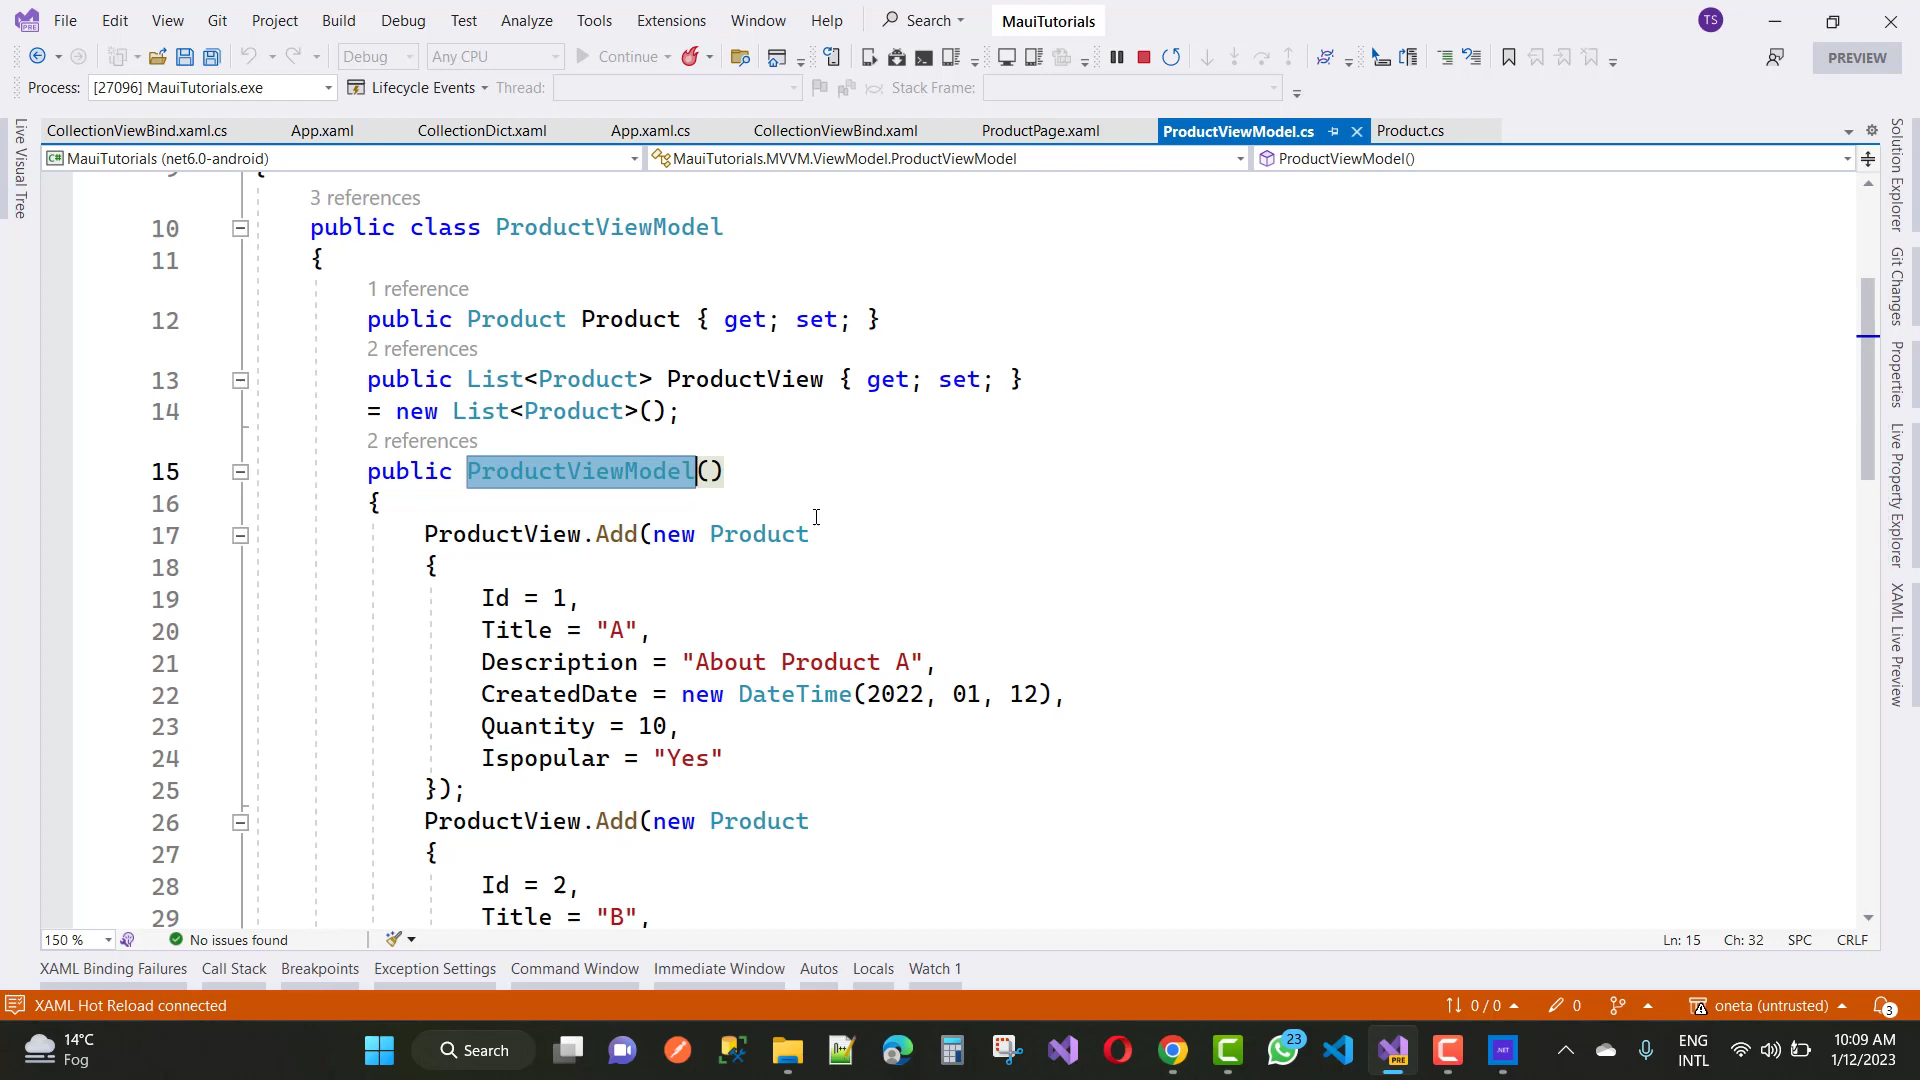 File Edit View Git Project Build Debug Test Analyze Tools Extensions Window Help Search MauiTutorials TS
Debug Any CPU Continue PREVIEW
Process: [27096] MauiTutorials.exe Lifecycle Events Thread: Stack Frame:
CollectionViewBind.xaml.cs App.xaml CollectionDict.xaml App.xaml.cs CollectionViewBind.xaml ProductPage.xaml ProductViewModel.cs Product.cs
MauiTutorials (net6.0-android) MauiTutorials.MVVM.ViewModel.ProductViewModel ProductViewModel()
Live Visual Tree
3 references
10 public class ProductViewModel
11 {
1 reference
12 public Product Product { get; set; }
2 references
13 public List<Product> ProductView { get; set; }
14 = new List<Product>();
2 references
15 public ProductViewModel()
16 {
17 ProductView.Add(new Product
18 {
19 Id = 1,
20 Title = "A",
21 Description = "About Product A",
22 CreatedDate = new DateTime(2022, 01, 12),
23 Quantity = 10,
24 Ispopular = "Yes"
25 });
26 ProductView.Add(new Product
27 {
28 Id = 2,
29 Title = "B",
Solution Explorer
Git Changes
Properties
Live Property Explorer
XAML Live Preview
150 % No issues found Ln: 15 Ch: 32 SPC CRLF
XAML Binding Failures Call Stack Breakpoints Exception Settings Command Window Immediate Window Autos Locals Watch 1
XAML Hot Reload connected 0 / 0 0 oneta (untrusted) 3
14°C
Fog
Search
23
ENG
INTL
10:09 AM
1/12/2023